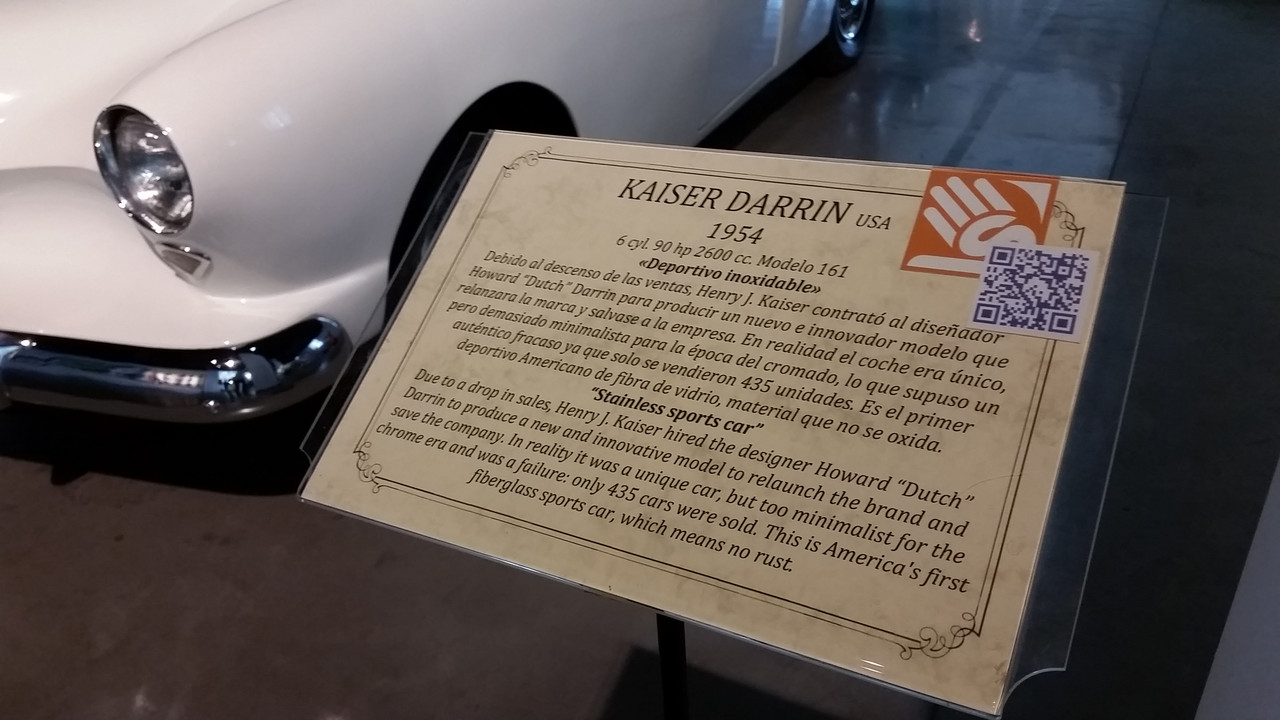 KAISER DARRIN USA
1954
6 cyl. 90 hp 2600 cc. Modelo 161
«Deportivo inoxidable»
Debido al descenso de las ventas, Henry J. Kaiser contrató al diseñador
Howard “Dutch” Darrin para producir un nuevo e innovador modelo que
relanzara la marca y salvase a la empresa. En realidad el coche era único,
pero demasiado minimalista para la época del cromado, lo que supuso un
auténtico fracaso ya que solo se vendieron 435 unidades. Es el primer
deportivo Americano de fibra de vidrio, material que no se oxida.
“Stainless sports car”
Due to a drop in sales, Henry J. Kaiser hired the designer Howard “Dutch”
Darrin to produce a new and innovative model to relaunch the brand and
save the company. In reality it was a unique car, but too minimalist for the
chrome era and was a failure: only 435 cars were sold. This is America's first
fiberglass sports car, which means no rust.